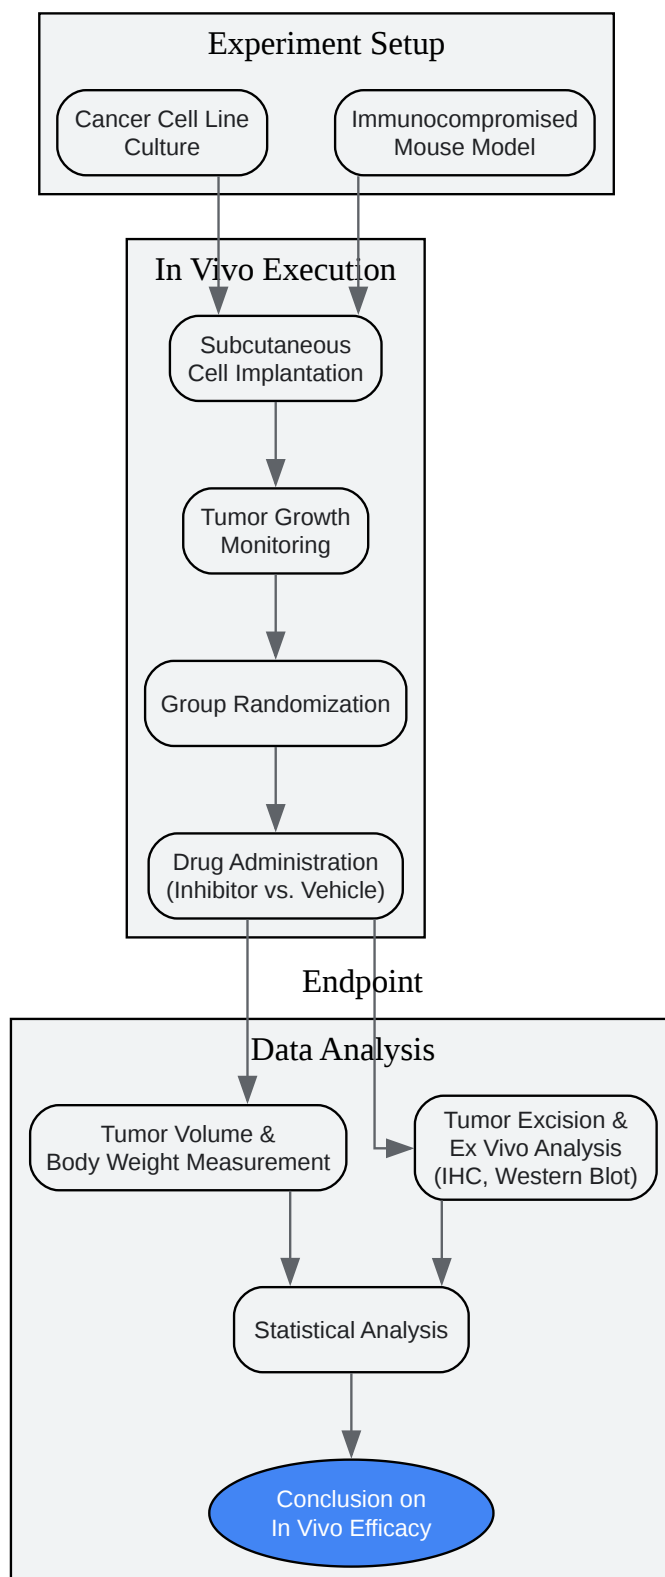 Experiment Setup
Cancer Cell Line
Culture
Immunocompromised
Mouse Model
In Vivo Execution
Subcutaneous
Cell Implantation
Tumor Growth
Monitoring
Group Randomization
Drug Administration
(Inhibitor vs. Vehicle)
Endpoint
Data Analysis
Tumor Volume &
Body Weight Measurement
Tumor Excision &
Ex Vivo Analysis
(IHC, Western Blot)
Statistical Analysis
Conclusion on
In Vivo Efficacy